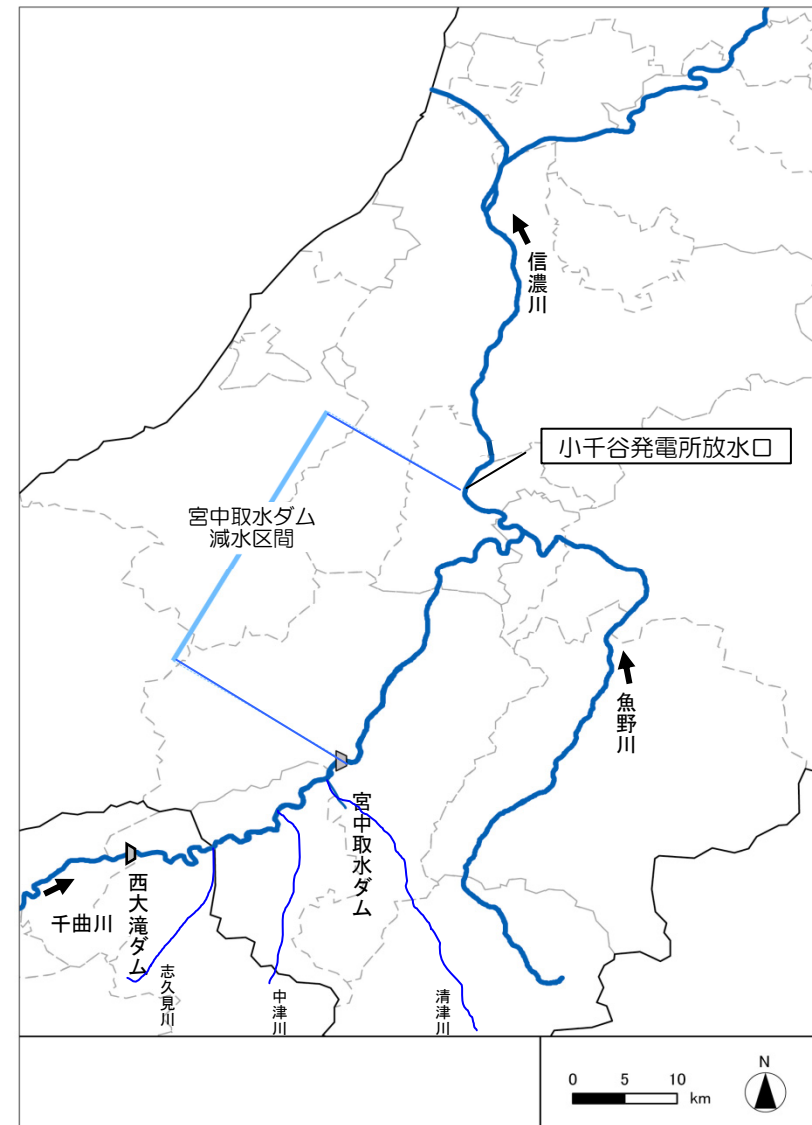 信濃川
小千谷発電所放水口
宮中取水ダム
減水区間
魚野川
宮中取水ダム
西大滝ダム
千曲川
志久見川
中津川
清津川
0 5 10
km
N